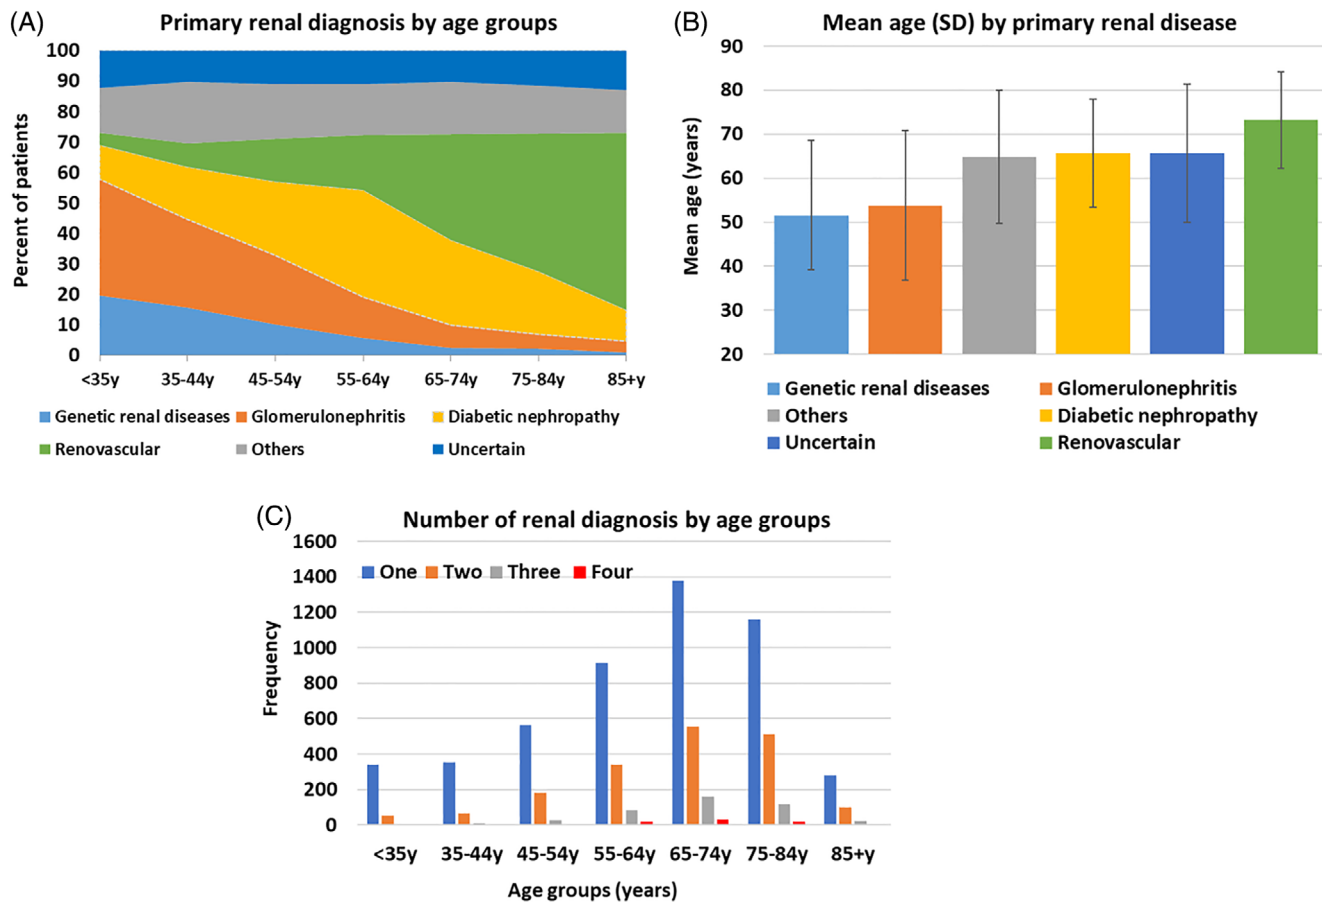 (A) Primary renal diagnosis by age groups
Percent of patients
100
90
80
70
60
50
40
30
20
10
0
<35y 35-44y 45-54y 55-64y 65-74y 75-84y 85+y
Genetic renal diseases Glomerulonephritis Diabetic nephropathy
Renovascular Others Uncertain
(B) Mean age (SD) by primary renal disease
Mean age (years)
90
80
70
60
50
40
30
20
Genetic renal diseases Glomerulonephritis
Others Diabetic nephropathy
Uncertain Renovascular
(C) Number of renal diagnosis by age groups
Frequency
1600
1400
1200
1000
800
600
400
200
0
One Two Three Four
<35y 35-44y 45-54y 55-64y 65-74y 75-84y 85+y
Age groups (years)